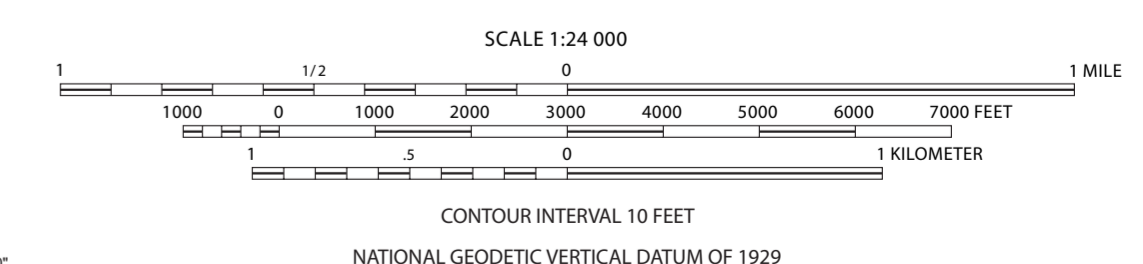 SCALE 1:24 000
1 1/2 0 1 MILE
1000 0 1000 2000 3000 4000 5000 6000 7000 FEET
1 .5 0 1 KILOMETER
CONTOUR INTERVAL 10 FEET
NATIONAL GEODETIC VERTICAL DATUM OF 1929